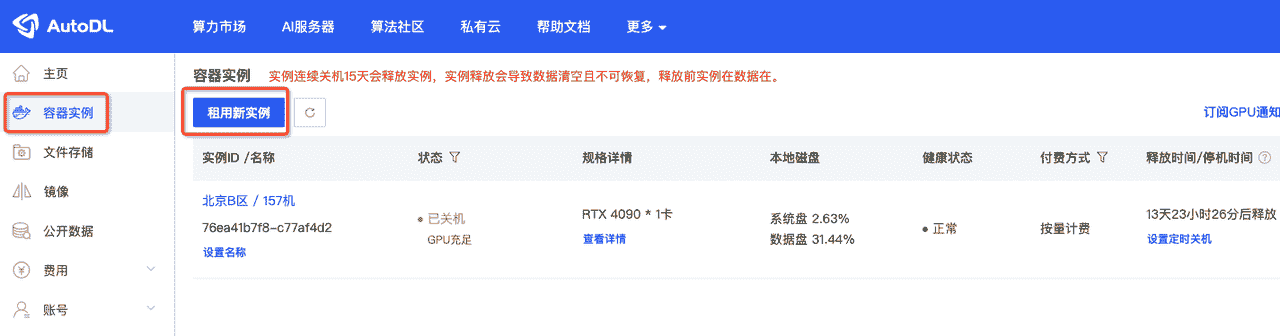 AutoDL 算力市场 AI服务器 算法社区 私有云 帮助文档 更多
主页
容器实例
文件存储
镜像
公开数据
费用
账号
容器实例 实例连续关机15天会释放实例，实例释放会导致数据清空且不可恢复，释放前实例在数据在。
租用新实例
订阅GPU通知
实例ID /名称 状态 规格详情 本地磁盘 健康状态 付费方式 释放时间/停机时间
北京B区 / 157机
76ea41b7f8-c77af4d2
设置名称
已关机
GPU充足
RTX 4090 * 1卡
查看详情
系统盘 2.63%
数据盘 31.44%
正常
按量计费
13天23小时26分后释放
设置定时关机